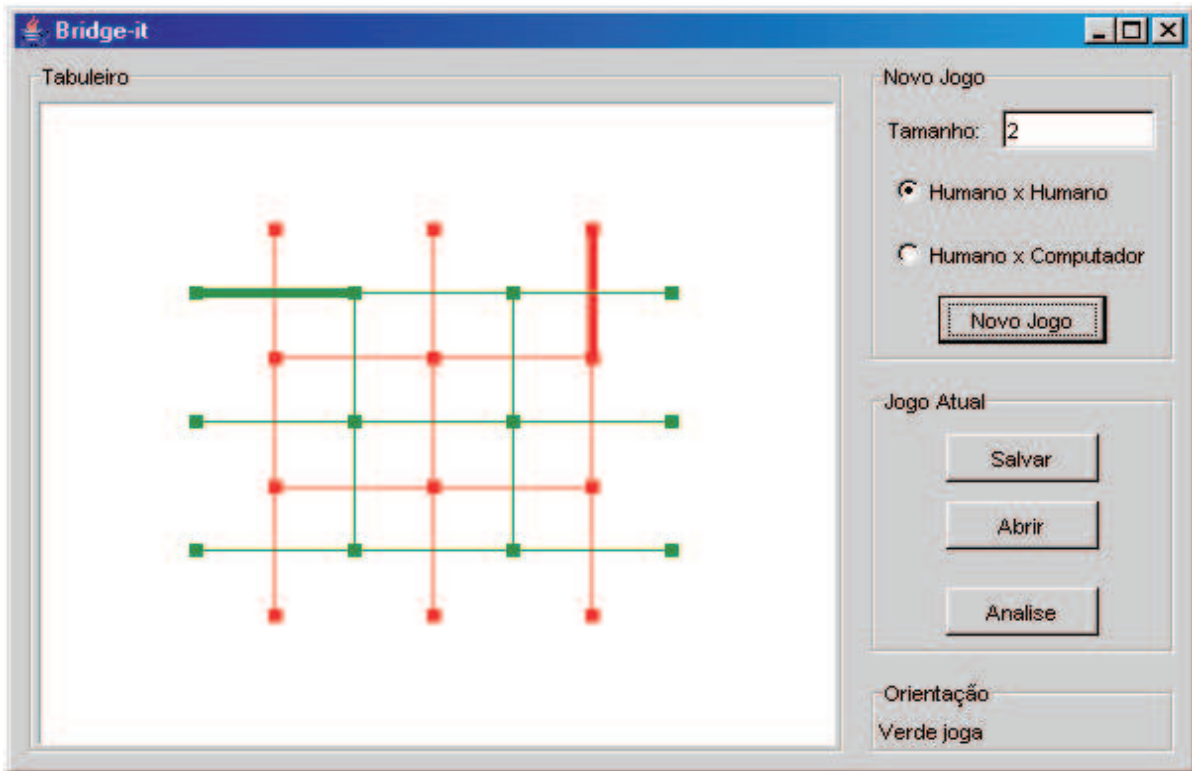 Bridge-it
Tabuleiro
Novo Jogo
Tamanho: 2
Humano x Humano
Humano x Computador
Novo Jogo
Jogo Atual
Salvar
Abrir
Analise
Orientação
Verde joga